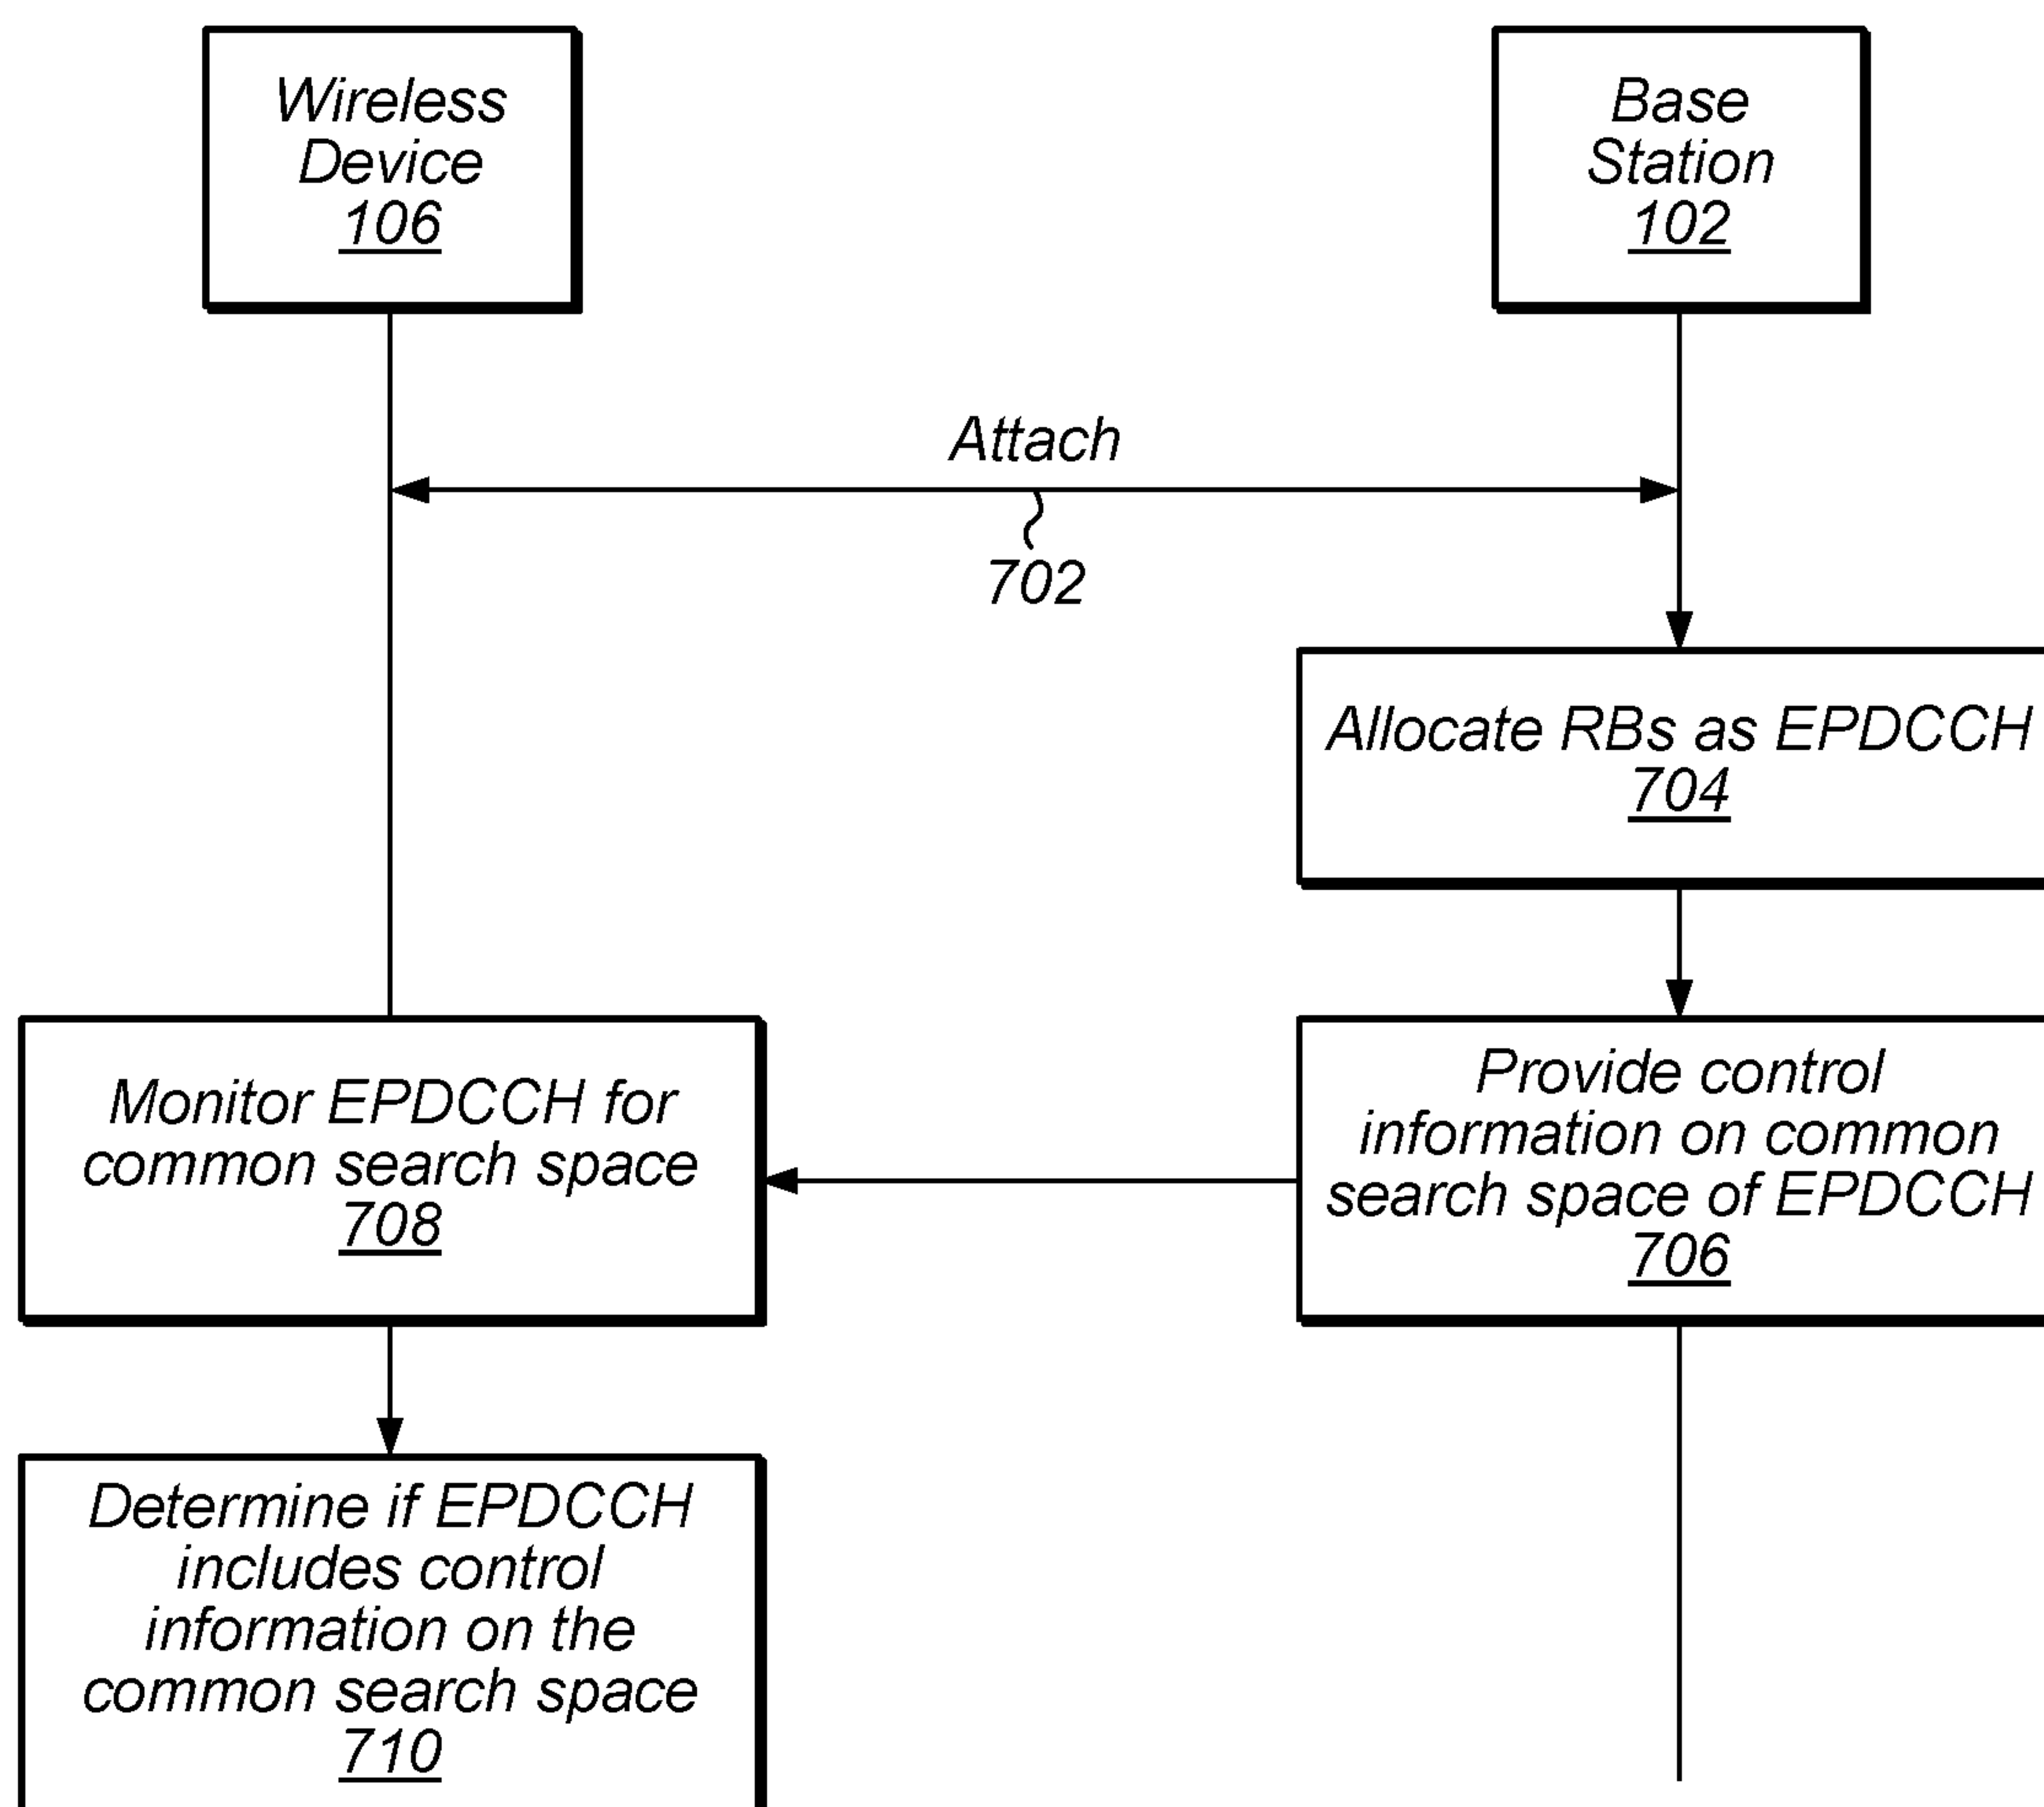 Wireless
Device
106
Base
Station
102
Attach
702
Allocate RBs as EPDCCH
704
Provide control
information on common
search space of EPDCCH
706
Monitor EPDCCH for
common search space
708
Determine if EPDCCH
includes control
information on the
common search space
710